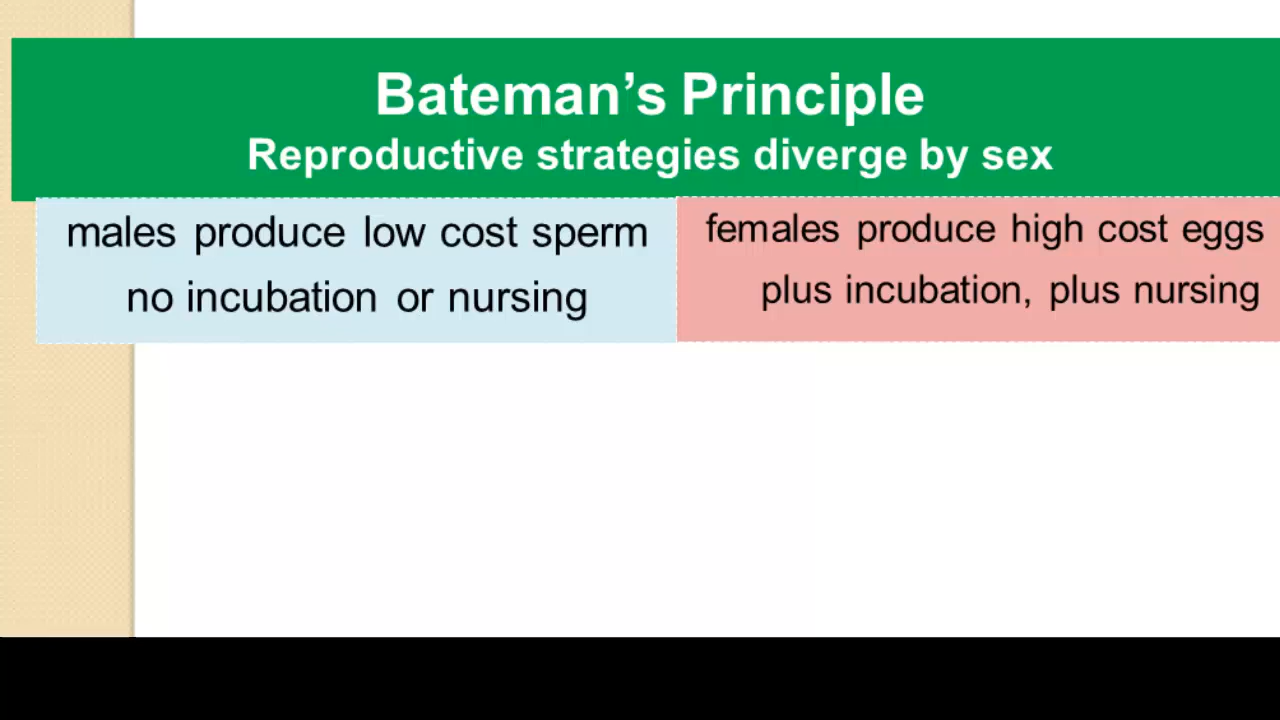 Bateman’s Principle
Reproductive strategies diverge by sex
males produce low cost sperm
no incubation or nursing
females produce high cost eggs
plus incubation, plus nursing